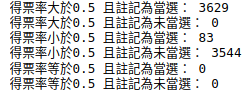 得票率大於0.5 且註記為當選： 3629
得票率大於0.5 且註記為未當選： 0
得票率小於0.5 且註記為當選： 83
得票率小於0.5 且註記為未當選： 3544
得票率等於0.5 且註記為當選： 0
得票率等於0.5 且註記為未當選： 0